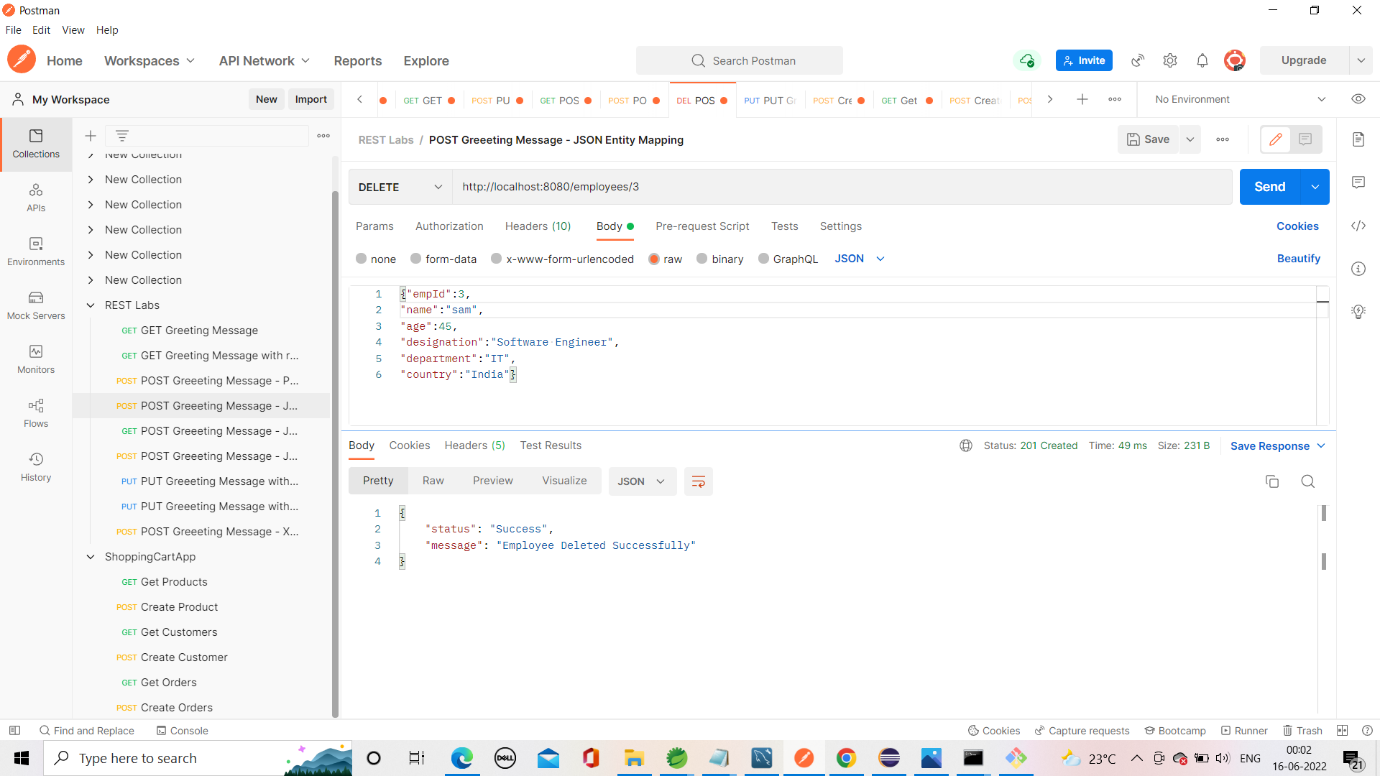 Postman
File Edit View Help
Home Workspaces API Network Reports Explore Search Postman Invite Upgrade
My Workspace New Import GET GET POST PU GET POS POST PO DEL POS PUT PUT G POST Cre GET Get POST Creat POS No Environment
Collections
APIs
Environments
Mock Servers
Monitors
Flows
History
New Collection
New Collection
New Collection
New Collection
New Collection
New Collection
REST Labs
GET GET Greeting Message
GET GET Greeting Message with r...
POST POST Greeeting Message - P...
POST POST Greeeting Message - J...
GET POST Greeeting Message - J...
POST POST Greeeting Message - J...
PUT PUT Greeeting Message with...
PUT PUT Greeeting Message with...
POST POST Greeeting Message - X...
ShoppingCartApp
GET Get Products
POST Create Product
GET Get Customers
POST Create Customer
GET Get Orders
POST Create Orders
REST Labs / POST Greeeting Message - JSON Entity Mapping Save
DELETE http://localhost:8080/employees/3 Send
Params Authorization Headers (10) Body Pre-request Script Tests Settings Cookies
none form-data x-www-form-urlencoded raw binary GraphQL JSON Beautify
1 {"empId":3,
2 "name":"sam",
3 "age":45,
4 "designation":"Software Engineer",
5 "department":"IT",
6 "country":"India"}
Body Cookies Headers (5) Test Results Status: 201 Created Time: 49 ms Size: 231 B Save Response
Pretty Raw Preview Visualize JSON
1 {
2 "status": "Success",
3 "message": "Employee Deleted Successfully"
4 }
Find and Replace Console Cookies Capture requests Bootcamp Runner Trash
Type here to search DELL 23°C ENG 00:02
16-06-2022 21